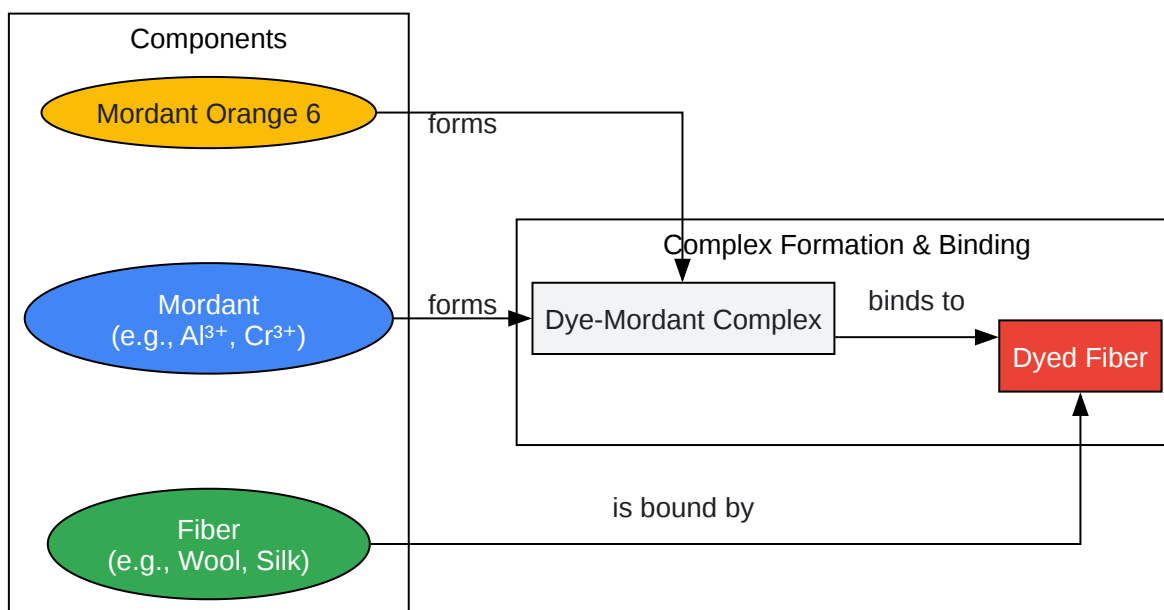 Components
Mordant Orange 6
forms
Complex Formation & Binding
Mordant
(e.g., Al³⁺, Cr³⁺)
forms
Dye-Mordant Complex
binds to
Dyed Fiber
is bound by
Fiber
(e.g., Wool, Silk)